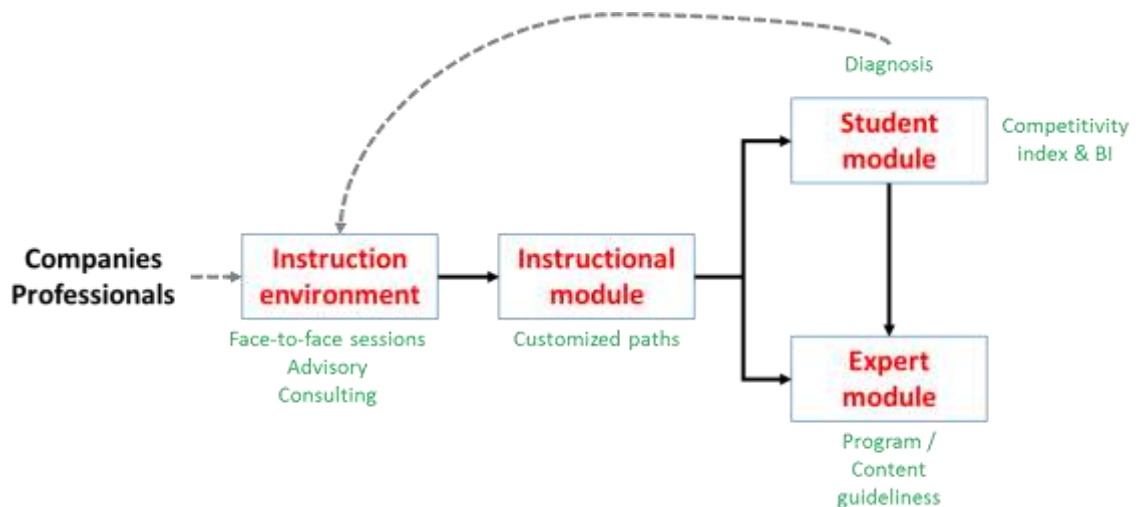 Diagnosis
Student
module
Competitivity
index & BI
Companies
Professionals
Instruction
environment
Instructional
module
Face-to-face sessions
Advisory
Consulting
Customized paths
Expert
module
Program /
Content
guideliness